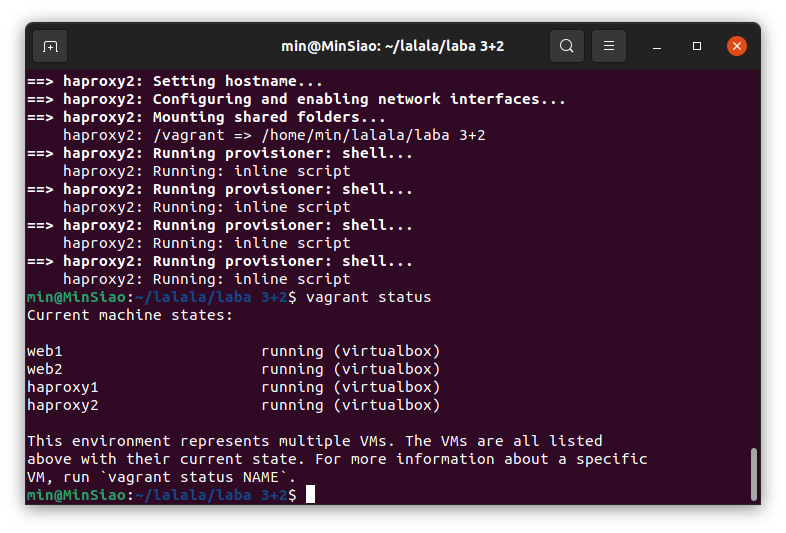 min@MinSiao: ~/lalala/laba 3+2
==> haproxy2: Setting hostname...
==> haproxy2: Configuring and enabling network interfaces...
==> haproxy2: Mounting shared folders...
    haproxy2: /vagrant => /home/min/lalala/laba 3+2
==> haproxy2: Running provisioner: shell...
    haproxy2: Running: inline script
==> haproxy2: Running provisioner: shell...
    haproxy2: Running: inline script
==> haproxy2: Running provisioner: shell...
    haproxy2: Running: inline script
==> haproxy2: Running provisioner: shell...
    haproxy2: Running: inline script
min@MinSiao:~/lalala/laba 3+2$ vagrant status
Current machine states:

web1                      running (virtualbox)
web2                      running (virtualbox)
haproxy1                  running (virtualbox)
haproxy2                  running (virtualbox)

This environment represents multiple VMs. The VMs are all listed
above with their current state. For more information about a specific
VM, run `vagrant status NAME`.
min@MinSiao:~/lalala/laba 3+2$